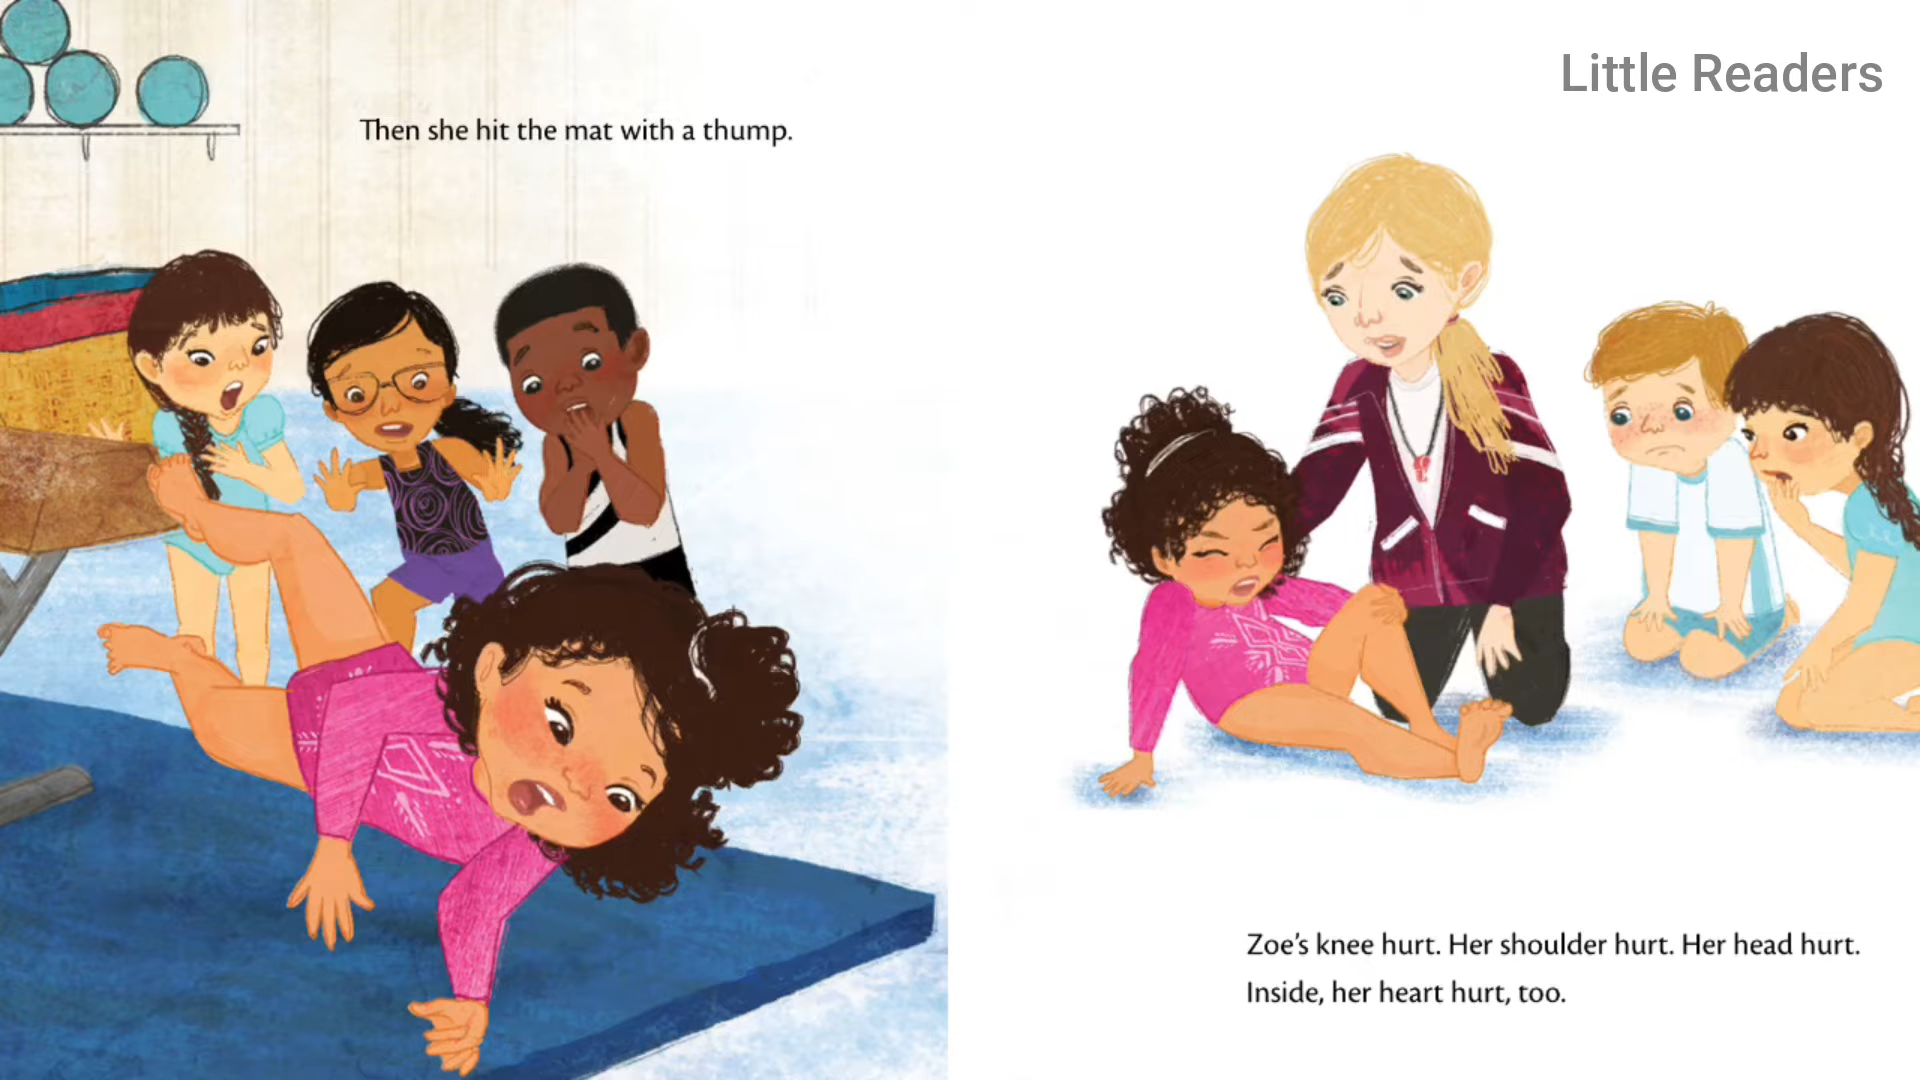 Little Readers
Then she hit the mat with a thump.
Zoe’s knee hurt. Her shoulder hurt. Her head hurt.
Inside, her heart hurt, too.